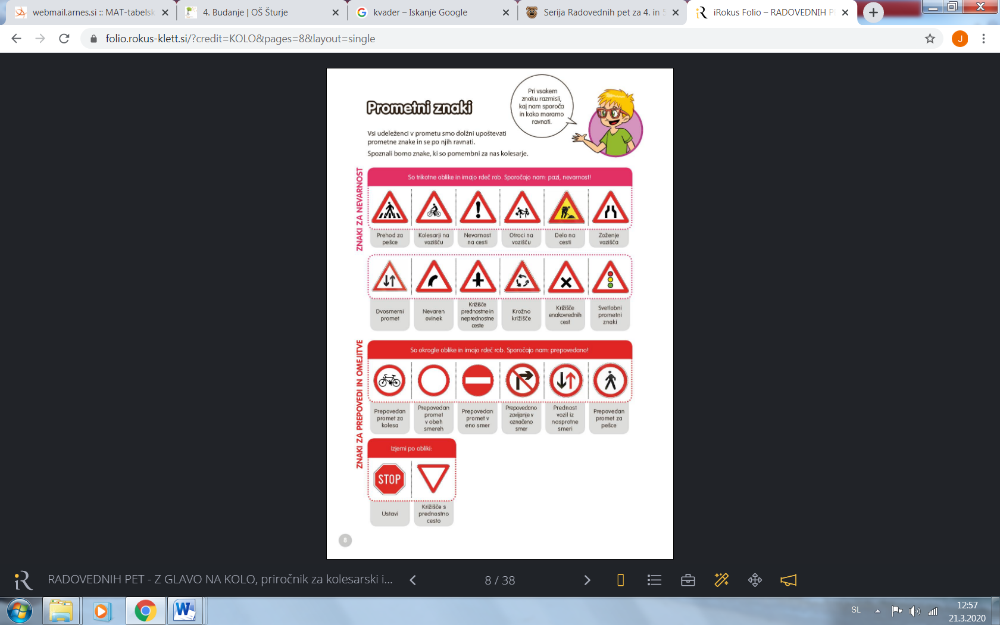 webmail.arnes.si :: MAT-tabelsk
4. Budanje | OŠ Šturje
kvader – Iskanje Google
Serija Radovednih pet za 4. in 5
iRokus Folio – RADOVEDNIH P
folio.rokus-klett.si/?credit=KOLO&pages=8&layout=single
J
Prometni znaki
Pri vsakem
znaku razmisli,
kaj nam sporoča
in kako moramo
ravnati.
Vsi udeleženci v prometu smo dolžni upoštevati
prometne znake in se po njih ravnati.
Spoznali bomo znake, ki so pomembni za nas kolesarje.
ZNAKI ZA NEVARNOST
So trikotne oblike in imajo rdeč rob. Sporočajo nam: pazi, nevarnost!
Prehod za
pešce
Kolesarji na
vozišču
Nevarnost
na cesti
Otroci na
vozišču
Delo na
cesti
Zoženje
vozišča
Dvosmerni
promet
Nevaren
ovinek
Križišče
prednostne in
neprednostne
ceste
Krožno
križišče
Križišče
enakovrednih
cest
Svetlobni
prometni
znaki
ZNAKI ZA PREPOVEDI IN OMEJITVE
So okrogle oblike in imajo rdeč rob. Sporočajo nam: prepovedano!
Prepovedan
promet za
kolesa
Prepovedan
promet
v obeh
smereh
Prepovedan
promet v
eno smer
Prepovedano
zavijanje v
označeno
smer
Prednost
vozil iz
nasprotne
smeri
Prepovedan
promet za
pešce
Izjemi po obliki:
STOP
Ustavi
Križišče s
prednostno
cesto
8
iR
RADOVEDNIH PET - Z GLAVO NA KOLO, priročnik za kolesarski i...
8 / 38
SL
12:57
21.3.2020